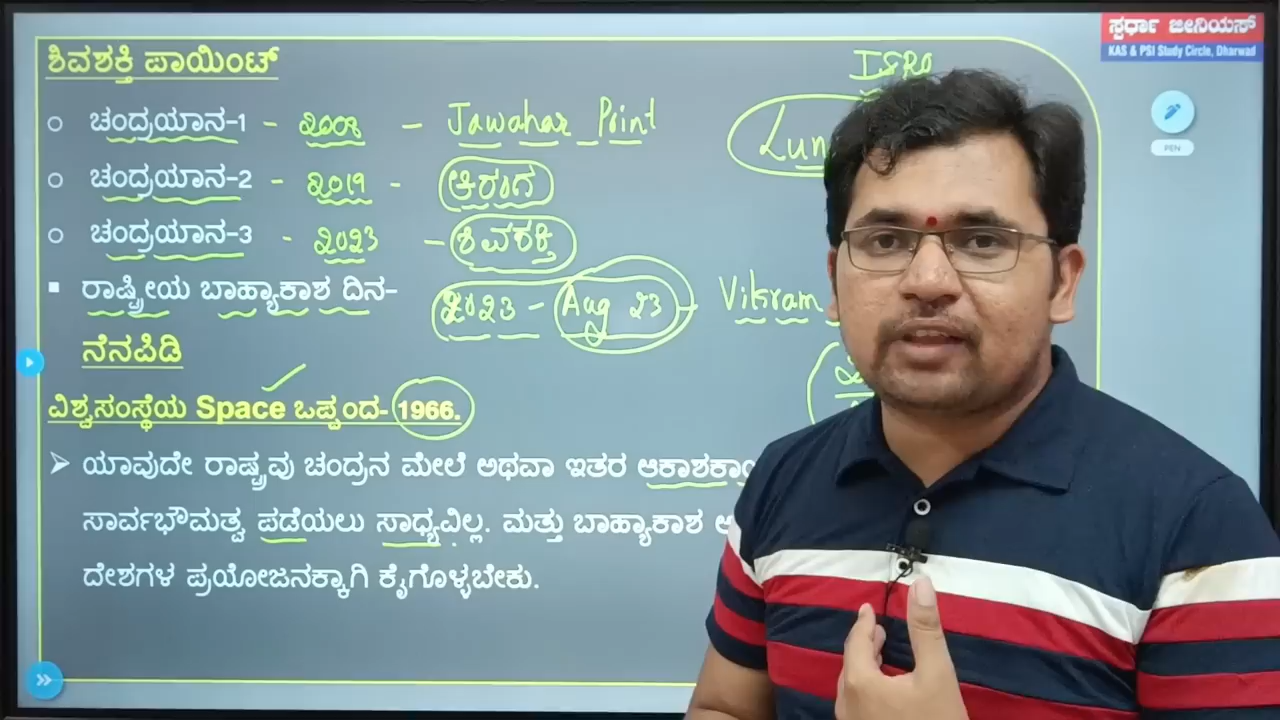 ಸ್ಪರ್ಧಾ ಜೀನಿಯಸ್
KAS & PSI Study Circle, Dharwad
ಶಿವಶಕ್ತಿ ಪಾಯಿಂಟ್
ISRO
ಚಂದ್ರಯಾನ-1 - 2008 - Jawahar Point
Lun
PEN
ಚಂದ್ರಯಾನ-2 - 2019 - ತಿರಂಗ
ಚಂದ್ರಯಾನ-3 - 2023 - ಶಿವಶಕ್ತಿ
ರಾಷ್ಟ್ರೀಯ ಬಾಹ್ಯಾಕಾಶ ದಿನ- 2023 - Aug 23 - Vikram
ನೆನಪಿಡಿ
ವಿಶ್ವಸಂಸ್ಥೆಯ Space ಒಪ್ಪಂದ- 1966.
ಯಾವುದೇ ರಾಷ್ಟ್ರವು ಚಂದ್ರನ ಮೇಲೆ ಅಥವಾ ಇತರ
ಸಾರ್ವಭೌಮತ್ವ ಪಡೆಯಲು ಸಾಧ್ಯವಿಲ್ಲ. ಮತ್ತು ಬಾಹ್ಯಾಕಾಶ
ದೇಶಗಳ ಪ್ರಯೋಜನಕ್ಕಾಗಿ ಕೈಗೊಳ್ಳಬೇಕು.